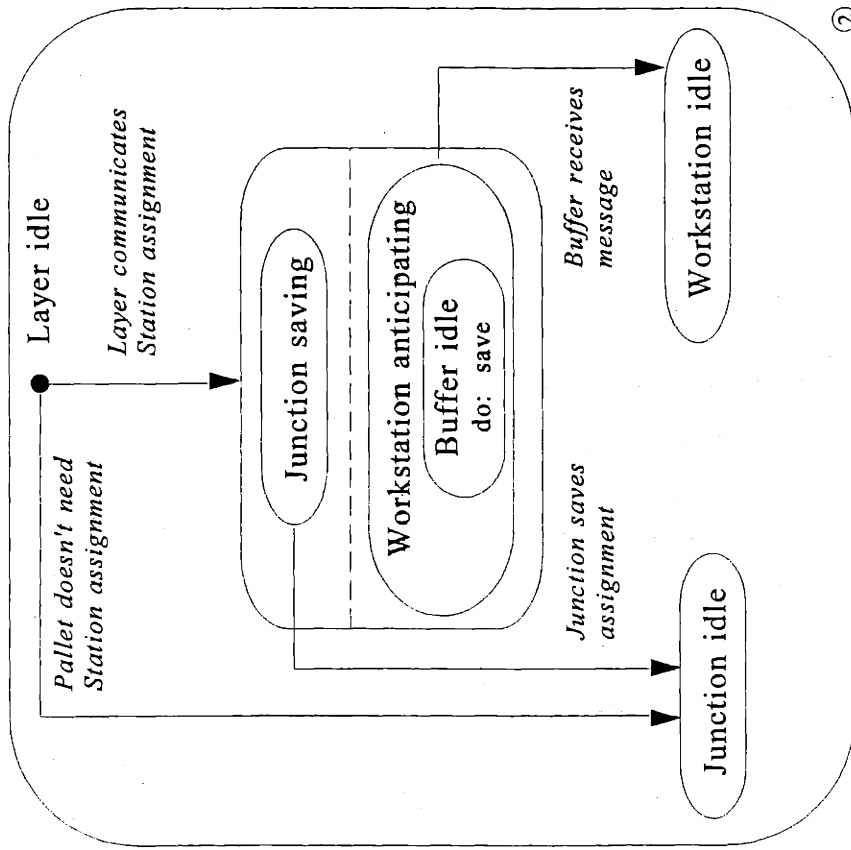 Layer idle
Pallet doesn't need
Station assignment
Layer communicates
Station assignment
Junction saving
Workstation anticipating
Buffer idle
do: save
Junction saves
assignment
Buffer receives
message
Junction idle
Workstation idle
2